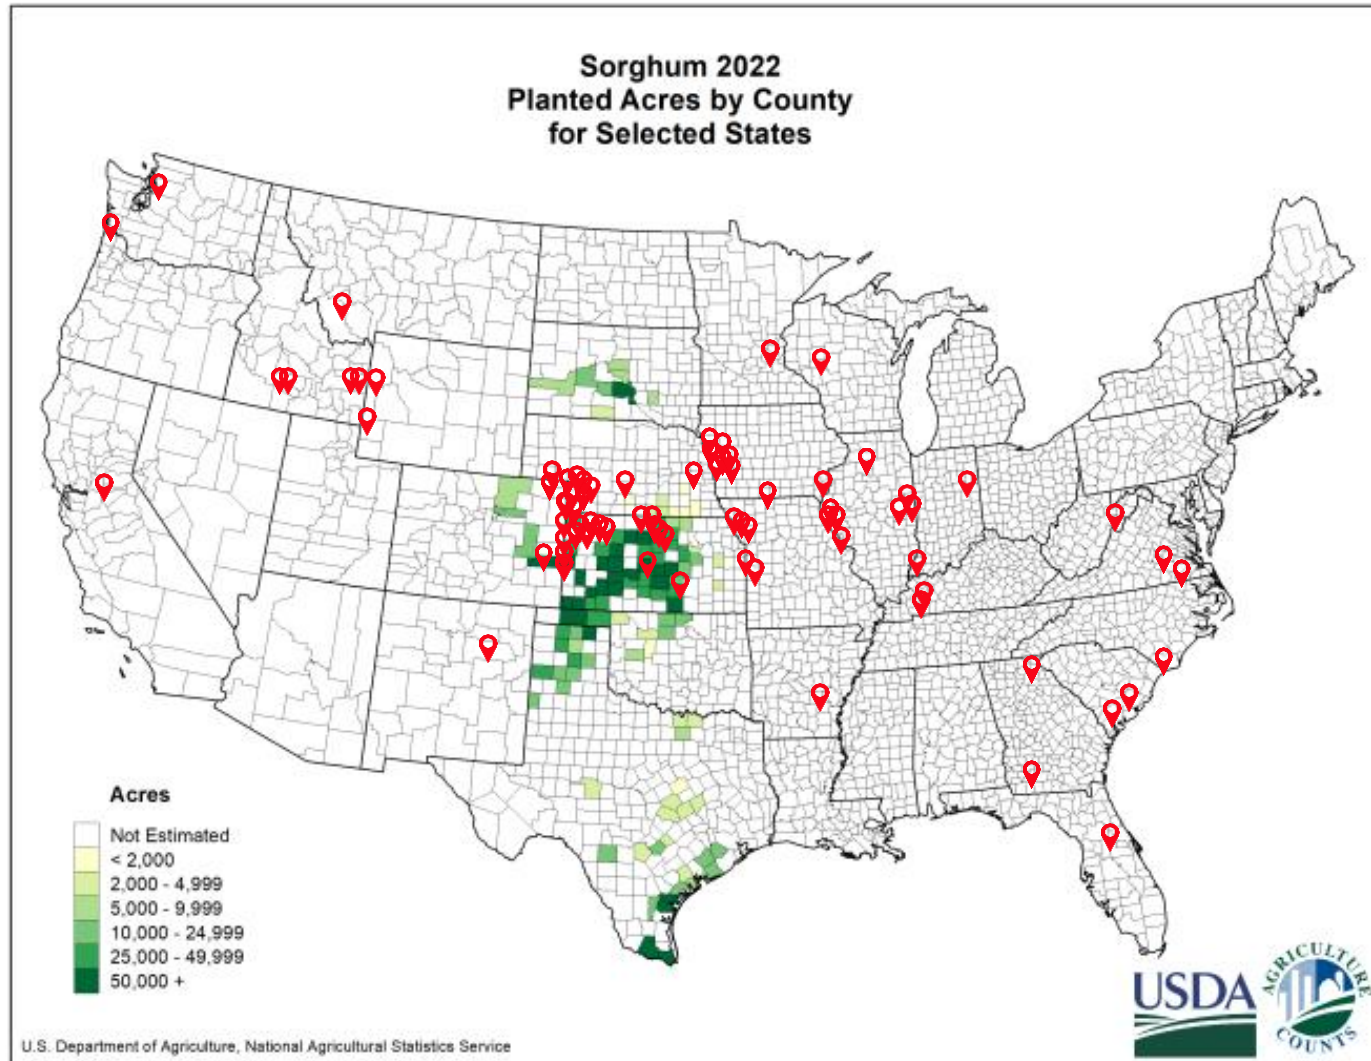 Sorghum 2022
Planted Acres by County
for Selected States
Acres
Not Estimated
< 2,000
2,000 - 4,999
5,000 - 9,999
10,000 - 24,999
25,000 - 49,999
50,000 +
USDA
AGRICULTURE
COUNTS
U.S. Department of Agriculture, National Agricultural Statistics Service